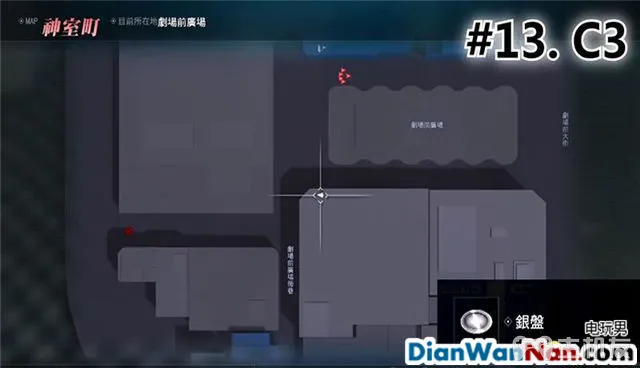 MAP 神室町 目前所在地 劇場前廣場
#13. C3
劇場前廣場
劇場前大街
劇場前廣場後巷
銀盤
电玩男
DianWanNan.com